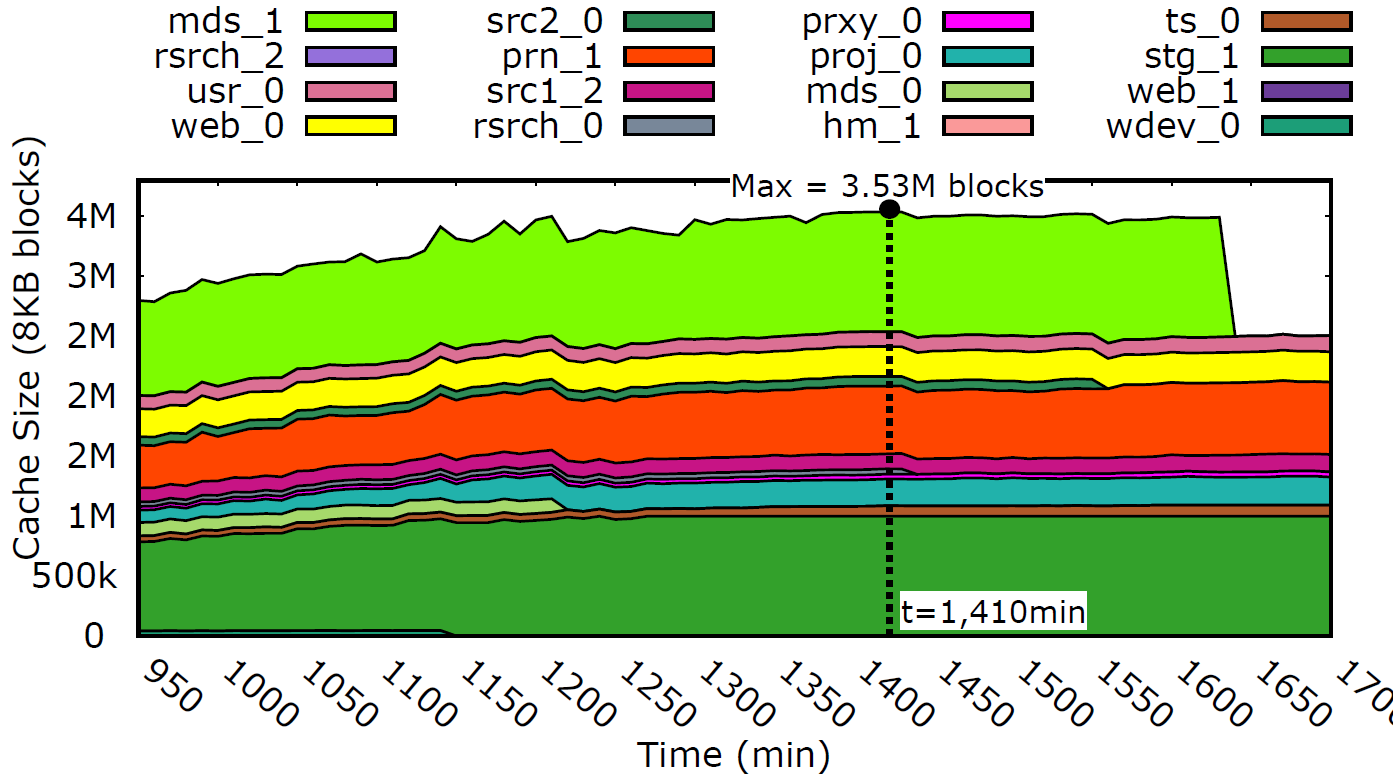 mds_1 src2_0 prxy_0 ts_0
rsrch_2 prn_1 proj_0 stg_1
usr_0 src1_2 mds_0 web_1
web_0 rsrch_0 hm_1 wdev_0
Cache Size (8KB blocks)
Max = 3.53M blocks
4M
3M
2M
2M
2M
1M
500k
0
t=1,410min
950 1000 1050 1100 1150 1200 1250 1300 1350 1400 1450 1500 1550 1600 1650 1700
Time (min)